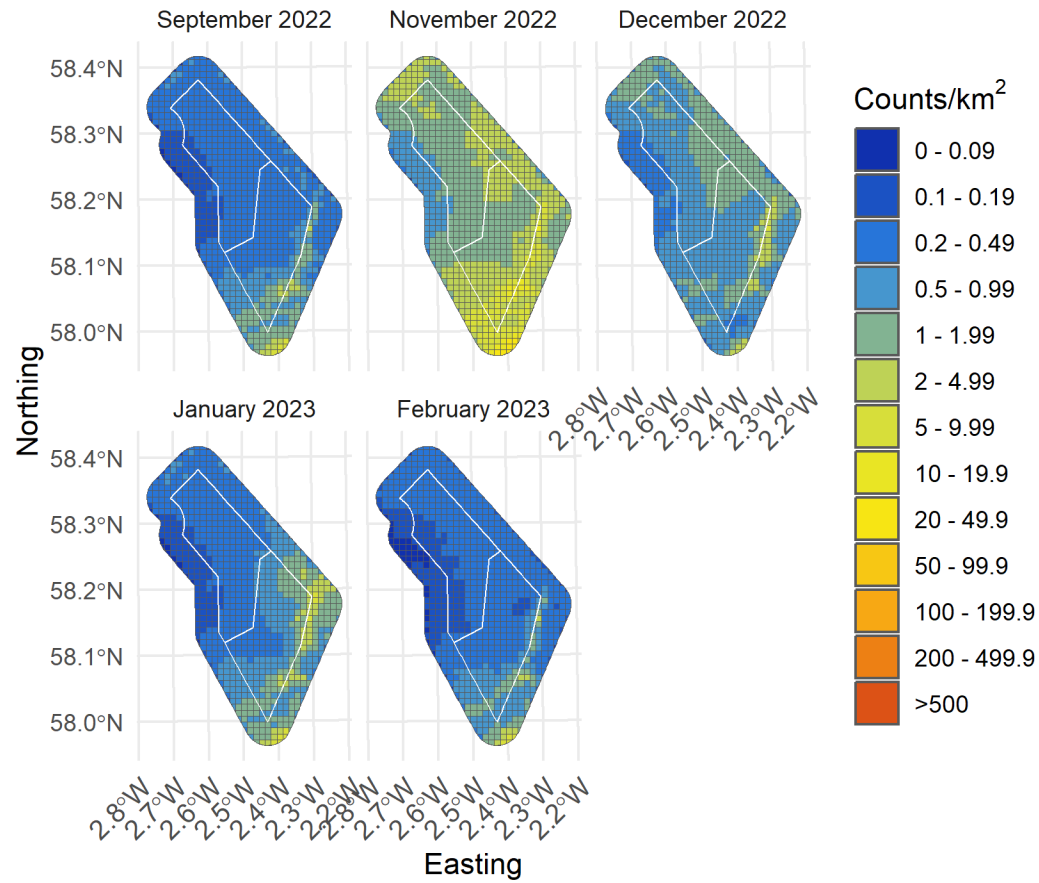 September 2022
November 2022
December 2022
58.4°N
58.3°N
58.2°N
58.1°N
58.0°N
2.8°W
2.7°W
2.6°W
2.5°W
2.4°W
2.3°W
2.2°W
January 2023
February 2023
58.4°N
58.3°N
58.2°N
58.1°N
58.0°N
2.8°W
2.7°W
2.6°W
2.5°W
2.4°W
2.3°W
2.2°W
2.8°W
2.7°W
2.6°W
2.5°W
2.4°W
2.3°W
2.2°W
Northing
Easting
Counts/km²
0 - 0.09
0.1 - 0.19
0.2 - 0.49
0.5 - 0.99
1 - 1.99
2 - 4.99
5 - 9.99
10 - 19.9
20 - 49.9
50 - 99.9
100 - 199.9
200 - 499.9
>500